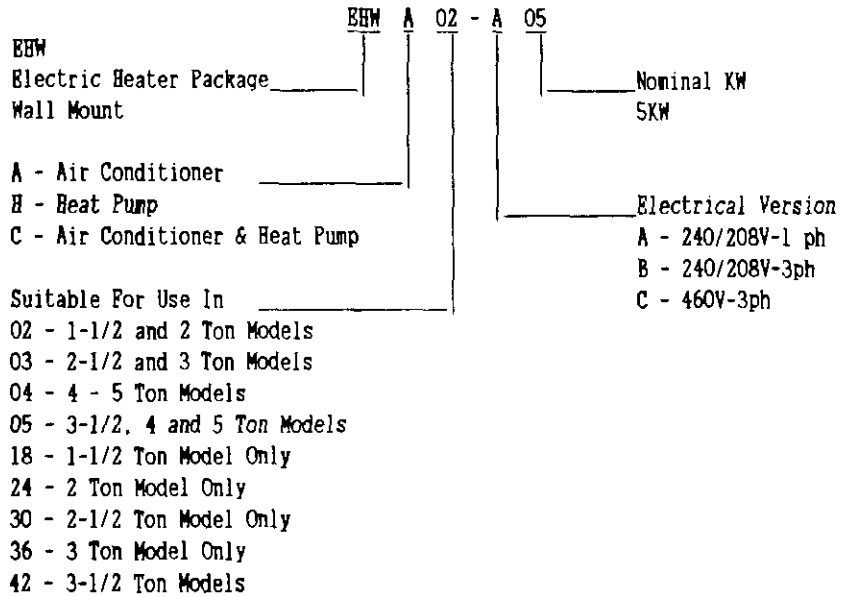 EHW A 02 - A 05
EHW
Electric Heater Package
Wall Mount
Nominal KW
5KW
A - Air Conditioner
H - Heat Pump
C - Air Conditioner & Heat Pump
Electrical Version
A - 240/208V-1 ph
B - 240/208V-3ph
C - 460V-3ph
Suitable For Use In
02 - 1-1/2 and 2 Ton Models
03 - 2-1/2 and 3 Ton Models
04 - 4 - 5 Ton Models
05 - 3-1/2, 4 and 5 Ton Models
18 - 1-1/2 Ton Model Only
24 - 2 Ton Model Only
30 - 2-1/2 Ton Model Only
36 - 3 Ton Model Only
42 - 3-1/2 Ton Models